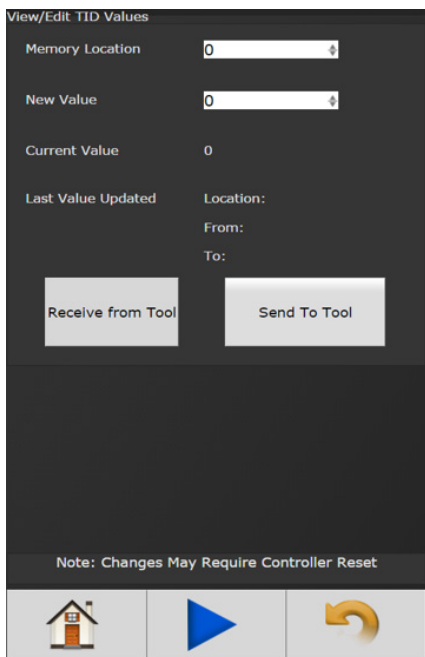 View/Edit TID Values
Memory Location 0
New Value 0
Current Value 0
Last Value Updated Location:
From:
To:
Receive from Tool Send To Tool
Note: Changes May Require Controller Reset